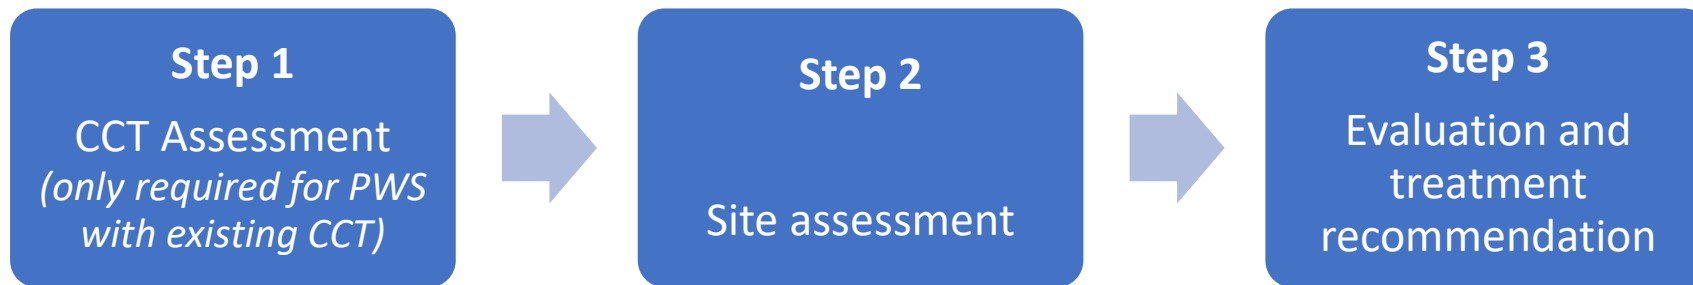 Step 1
CCT Assessment
(only required for PWS
with existing CCT)
Step 2
Site assessment
Step 3
Evaluation and
treatment
recommendation